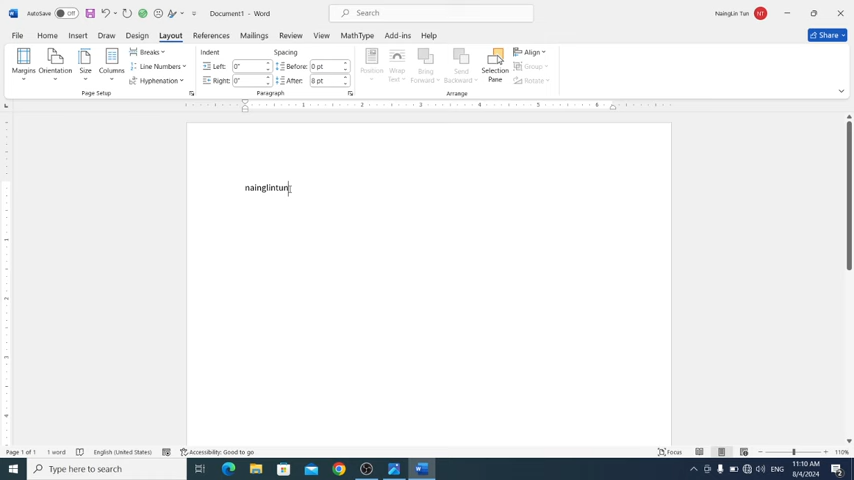 AutoSave Off Document1 - Word Search NaingLin Tun NT
File Home Insert Draw Design Layout References Mailings Review View MathType Add-ins Help Share
Margins Orientation Size Columns Breaks Line Numbers Hyphenation
Indent Left: 0" Right: 0"
Spacing Before: 0 pt After: 8 pt
Position Wrap Text Bring Forward Send Backward Selection Pane Align Group Rotate
Page Setup Paragraph Arrange
nainglintun
Page 1 of 1 1 word English (United States) Accessibility: Good to go Focus 110%
Type here to search ENG 11:10 AM 8/4/2024 2